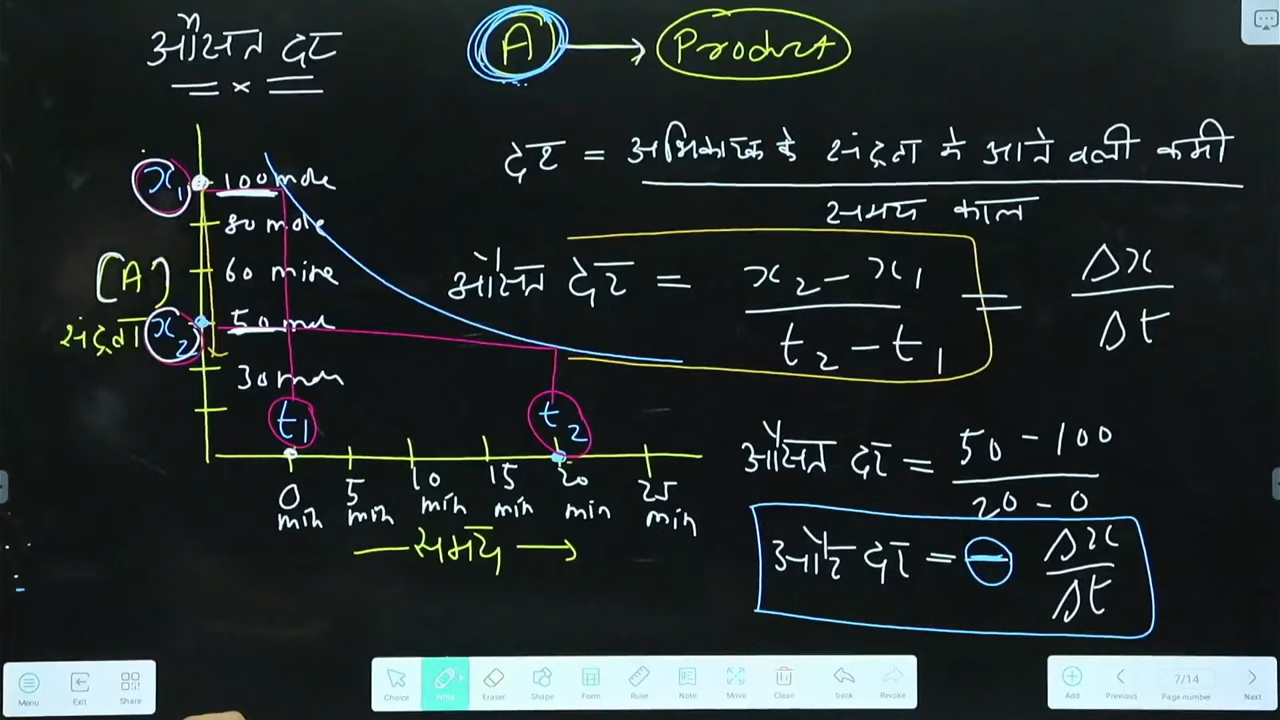 औसत दर
A → Product
दर = अभिकारक के सांद्रता में आने वाली कमी
समय काल
x₁ 100 mole
80 mole
[A] 60 mole
सांद्रता x₂ 50 mol
30 mol
औसत दर = x₂ - x₁ / t₂ - t₁ = Δx / Δt
t₁ t₂
0 min 5 min 10 min 15 min 20 min 25 min
समय →
औसत दर = 50 - 100 / 20 - 0
दर = - Δx / Δt
Menu Exit Share
Choice Write Eraser Shape Form Ruler Note Move Clean Back Revoke
Add Previous 7/14 Page number Next